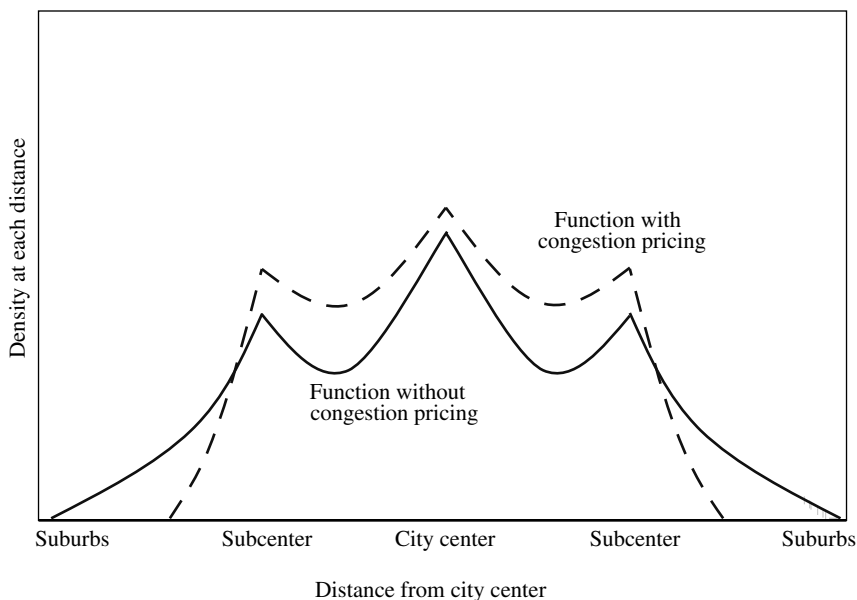 Density at each distance
Function with
congestion pricing
Function without
congestion pricing
Suburbs
Subcenter
City center
Subcenter
Suburbs
Distance from city center